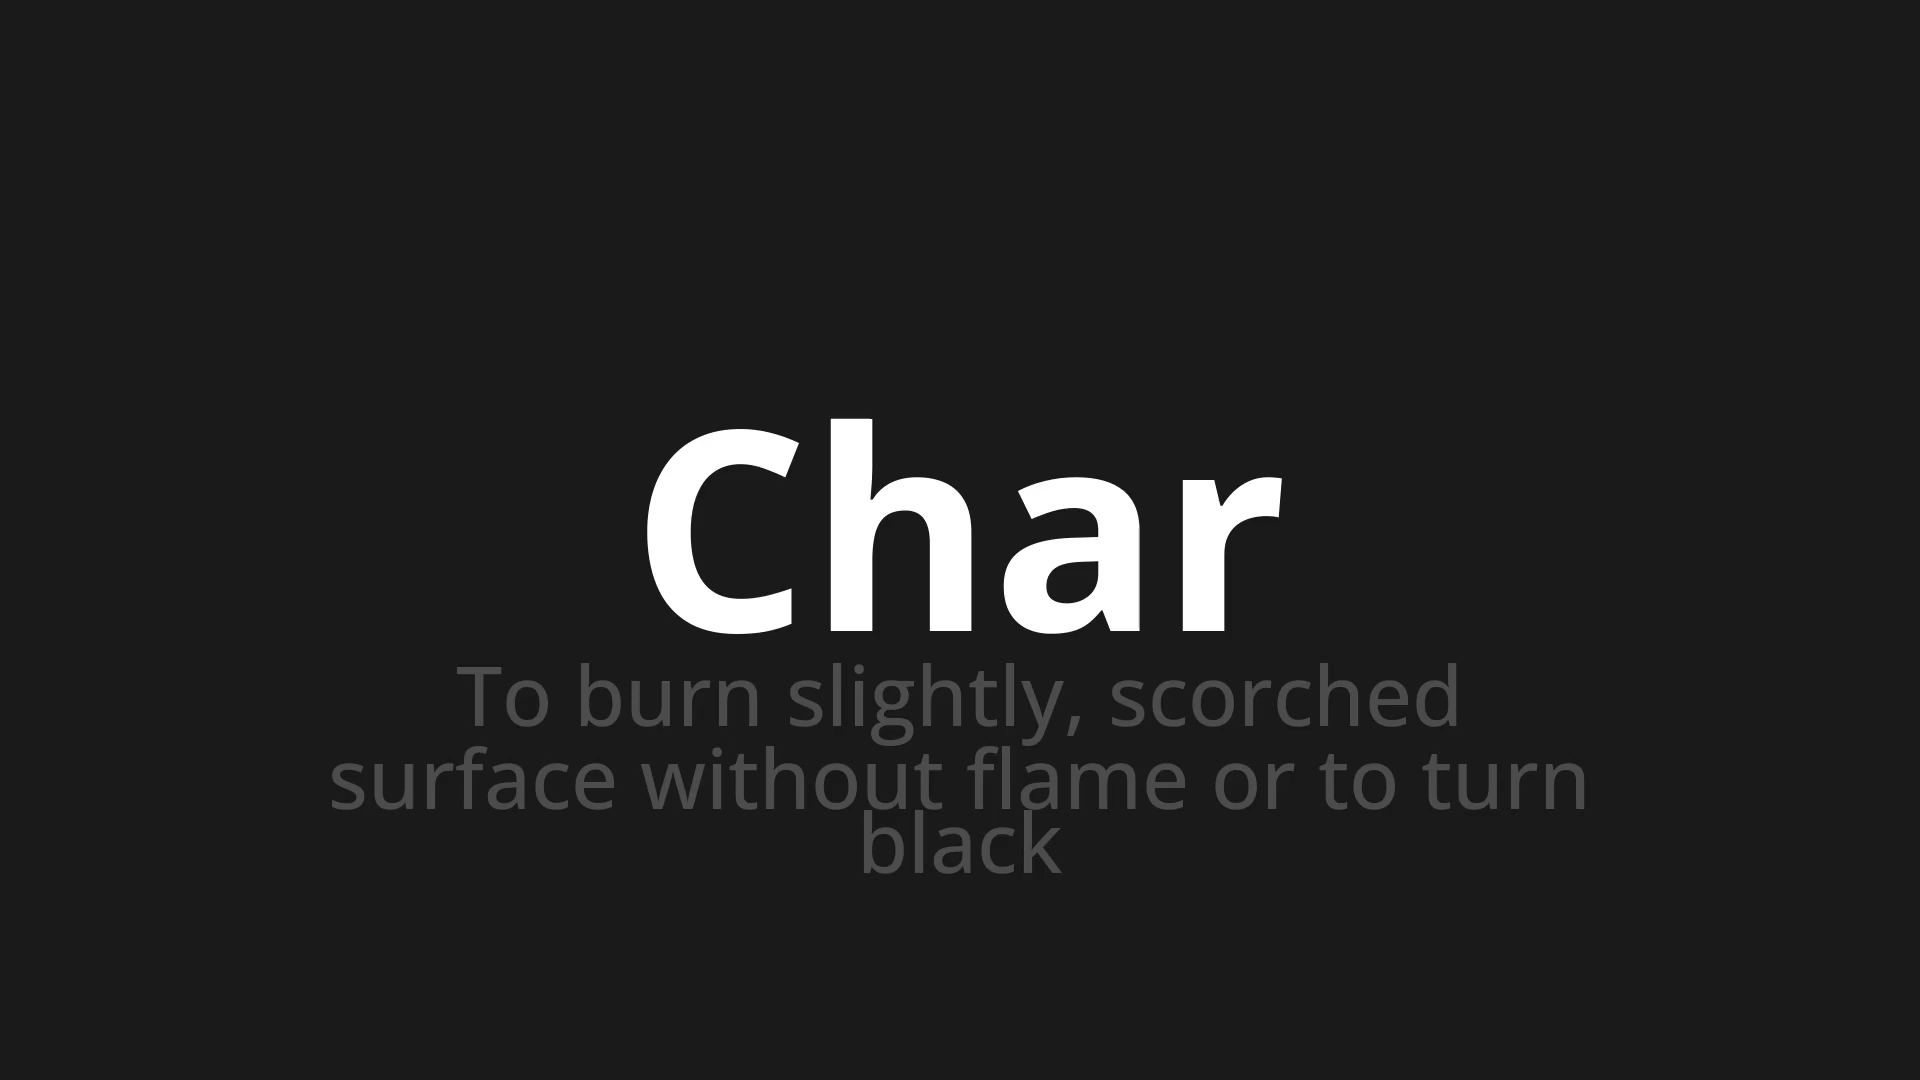 Char
To burn slightly, scorched
surface without flame or to turn
black